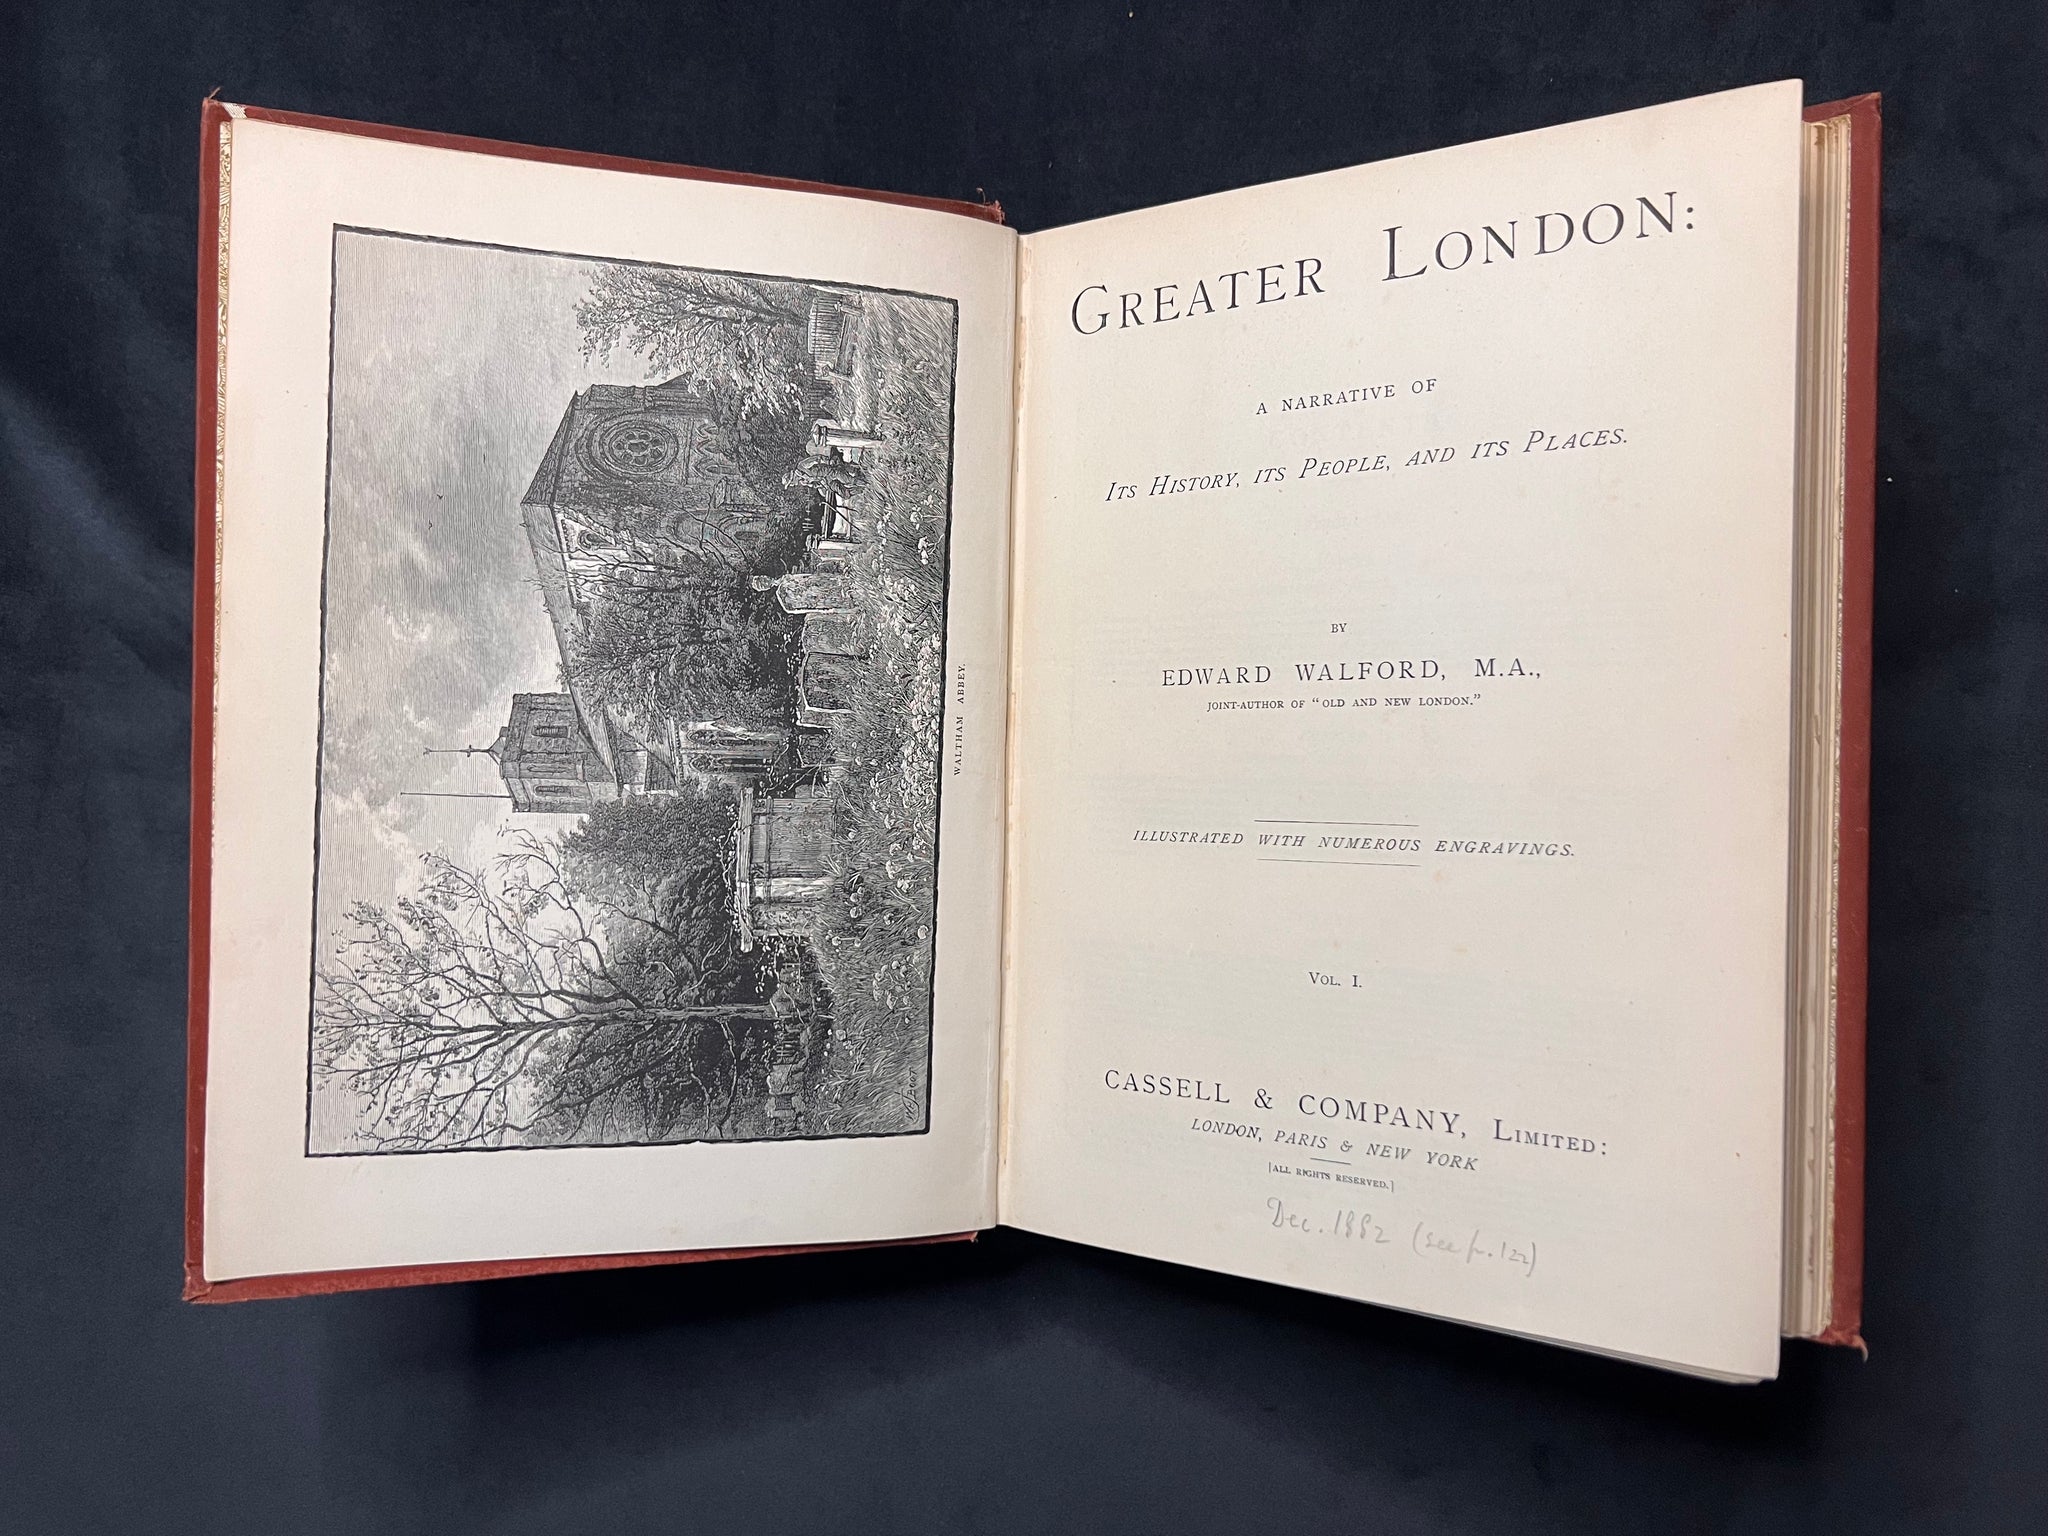 WALTHAM ABBEY.
GREATER LONDON:
A NARRATIVE OF
ITS HISTORY, ITS PEOPLE, AND ITS PLACES.
BY
EDWARD WALFORD, M.A.,
JOINT-AUTHOR OF "OLD AND NEW LONDON."
ILLUSTRATED WITH NUMEROUS ENGRAVINGS.
VOL. I.
CASSELL & COMPANY, LIMITED:
LONDON, PARIS & NEW YORK
[ALL RIGHTS RESERVED.]
Dec. 1882 (see p. 122)